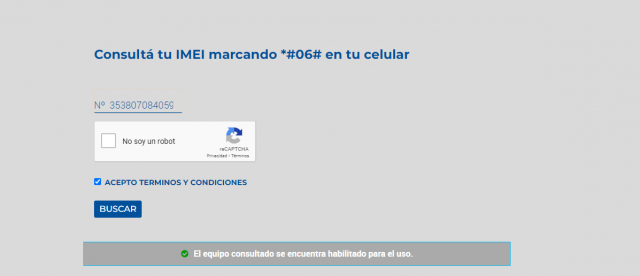 Consultá tu IMEI marcando *#06# en tu celular
Nº 353807084059
No soy un robot
reCAPTCHA
Privacidad - Términos
ACEPTO TERMINOS Y CONDICIONES
BUSCAR
El equipo consultado se encuentra habilitado para el uso.